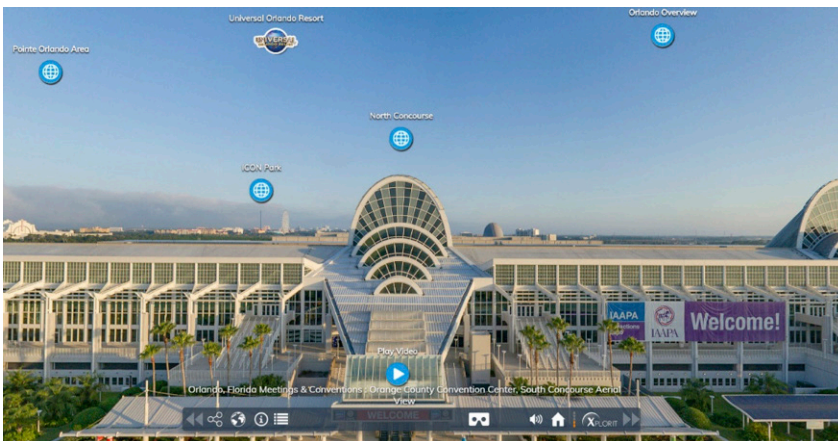 Universal Orlando Resort
Orlando Overview
UNIVERSAL
Pointe Orlando Area
North Concourse
ICON Park
IAAPA
IAAPA
Welcome!
Play Video
Orlando, Florida Meetings & Conventions : Orange County Convention Center, South Concourse Aerial
View
WELCOME
XPLORIT